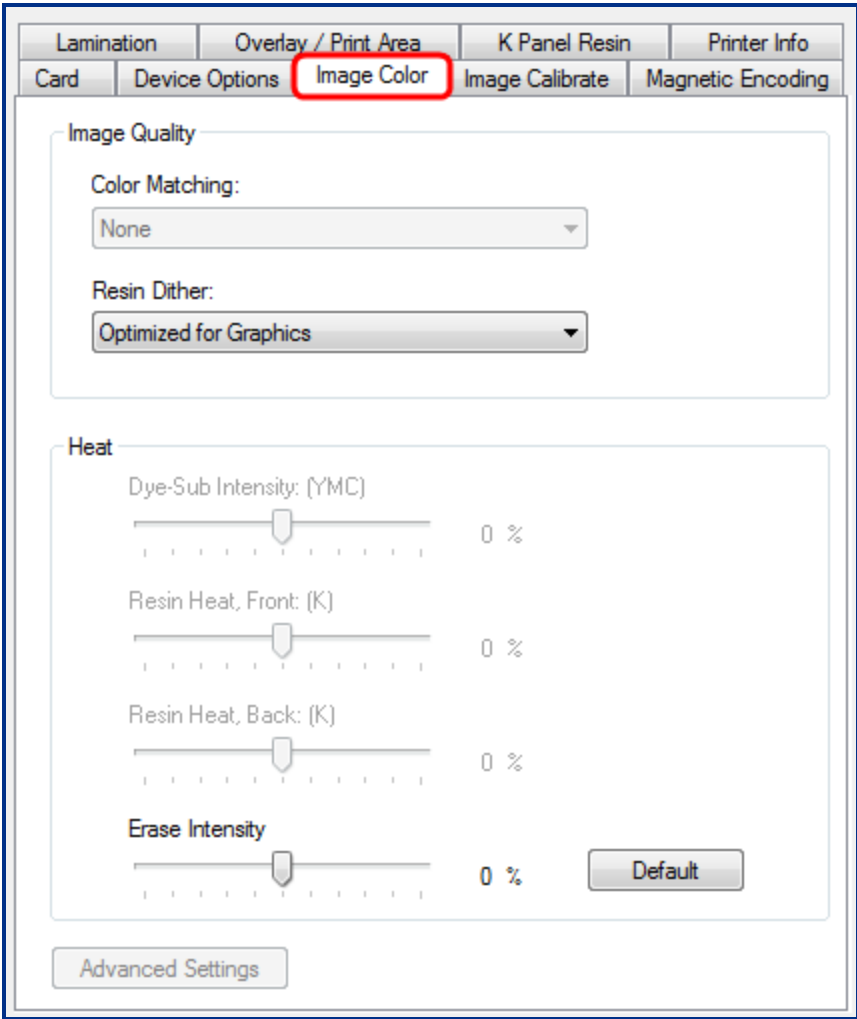 Lamination Overlay / Print Area K Panel Resin Printer Info
Card Device Options Image Color Image Calibrate Magnetic Encoding
Image Quality
Color Matching:
None
Resin Dither:
Optimized for Graphics
Heat
Dye-Sub Intensity: (YMC)
0 %
Resin Heat, Front: (K)
0 %
Resin Heat, Back: (K)
0 %
Erase Intensity
0 % Default
Advanced Settings